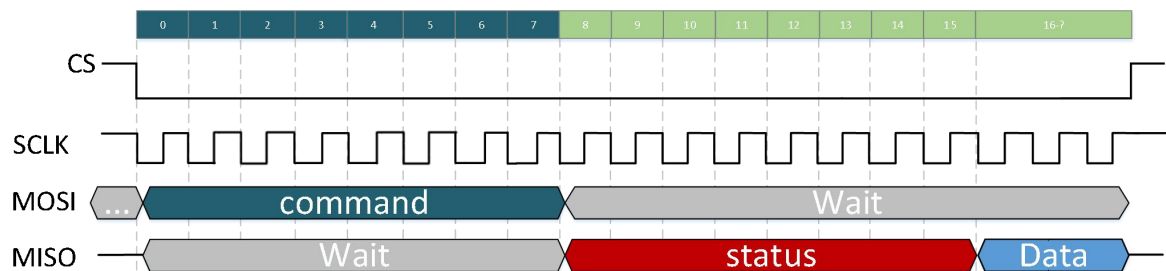 0 1 2 3 4 5 6 7 8 9 10 11 12 13 14 15 16-?
CS
SCLK
MOSI ... command Wait
MISO Wait status Data